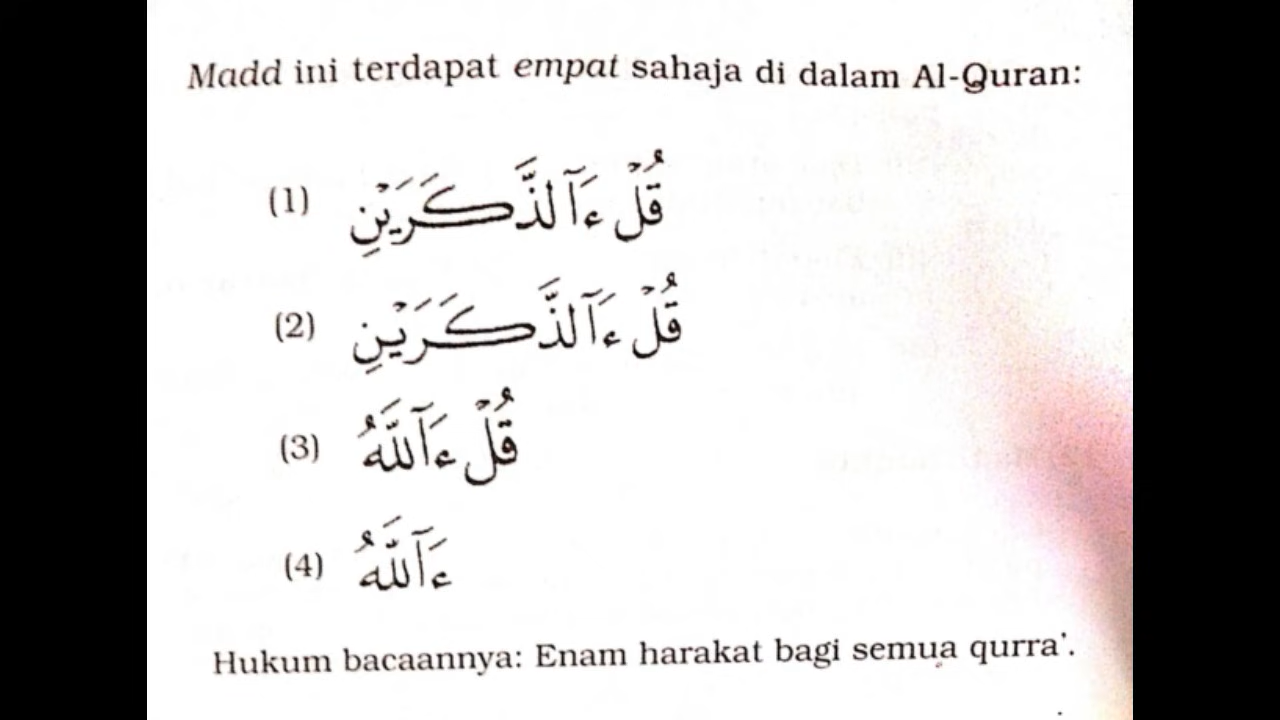 Madd ini terdapat empat sahaja di dalam Al-Quran:
(1) قُلْ ءَآلذَّكَرَيْنِ
(2) قُلْ ءَآلذَّكَرَيْنِ
(3) قُلْ ءَآللَّهُ
(4) ءَآللَّهُ
Hukum bacaannya: Enam harakat bagi semua qurra'.